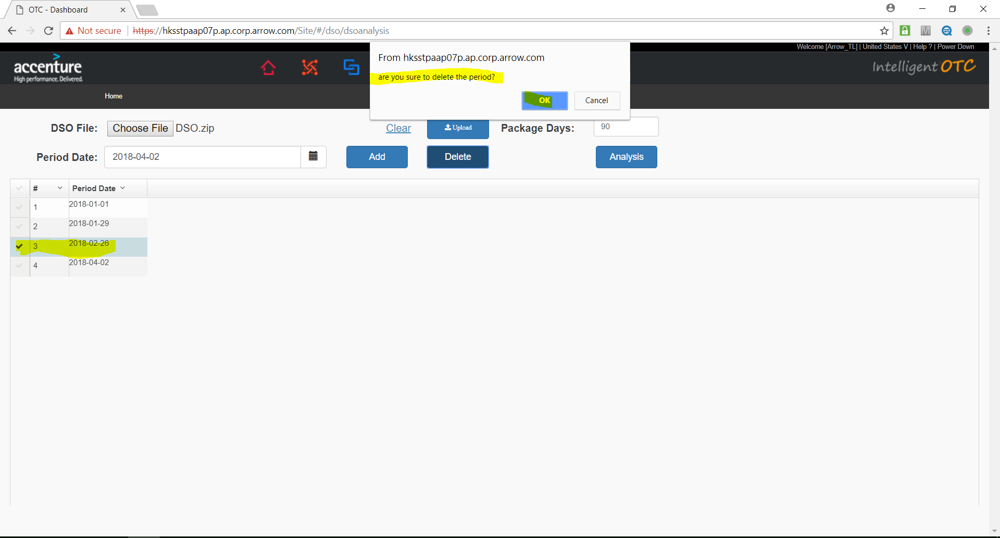 OTC - Dashboard
Not secure https://hksstpaap07p.ap.corp.arrow.com/Site/#/dso/dsoanalysis
Welcome [Arrow_TL] | United States V | Help ? | Power Down
accenture
High performance. Delivered.
Intelligent OTC
From hksstpaap07p.ap.corp.arrow.com
are you sure to delete the period?
OK Cancel
Home
DSO File: Choose File DSO.zip Clear Upload Package Days: 90
Period Date: 2018-04-02 Add Delete Analysis
# Period Date
1 2018-01-01
2 2018-01-29
3 2018-02-26
4 2018-04-02